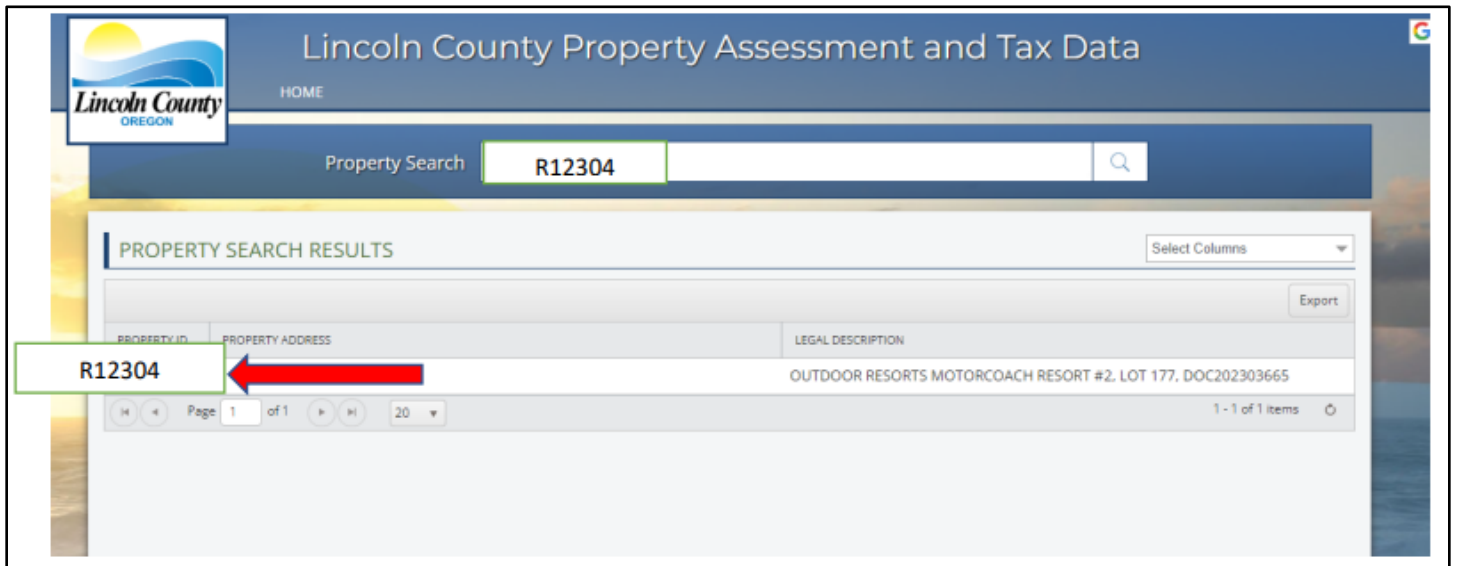 Lincoln County Property Assessment and Tax Data
G
Lincoln County
OREGON
HOME
Property Search R12304
PROPERTY SEARCH RESULTS
Select Columns
Export
PROPERTY ID PROPERTY ADDRESS LEGAL DESCRIPTION
R12304 OUTDOOR RESORTS MOTORCOACH RESORT #2, LOT 177, DOC202303665
Page 1 of 1 20 1 - 1 of 1 items